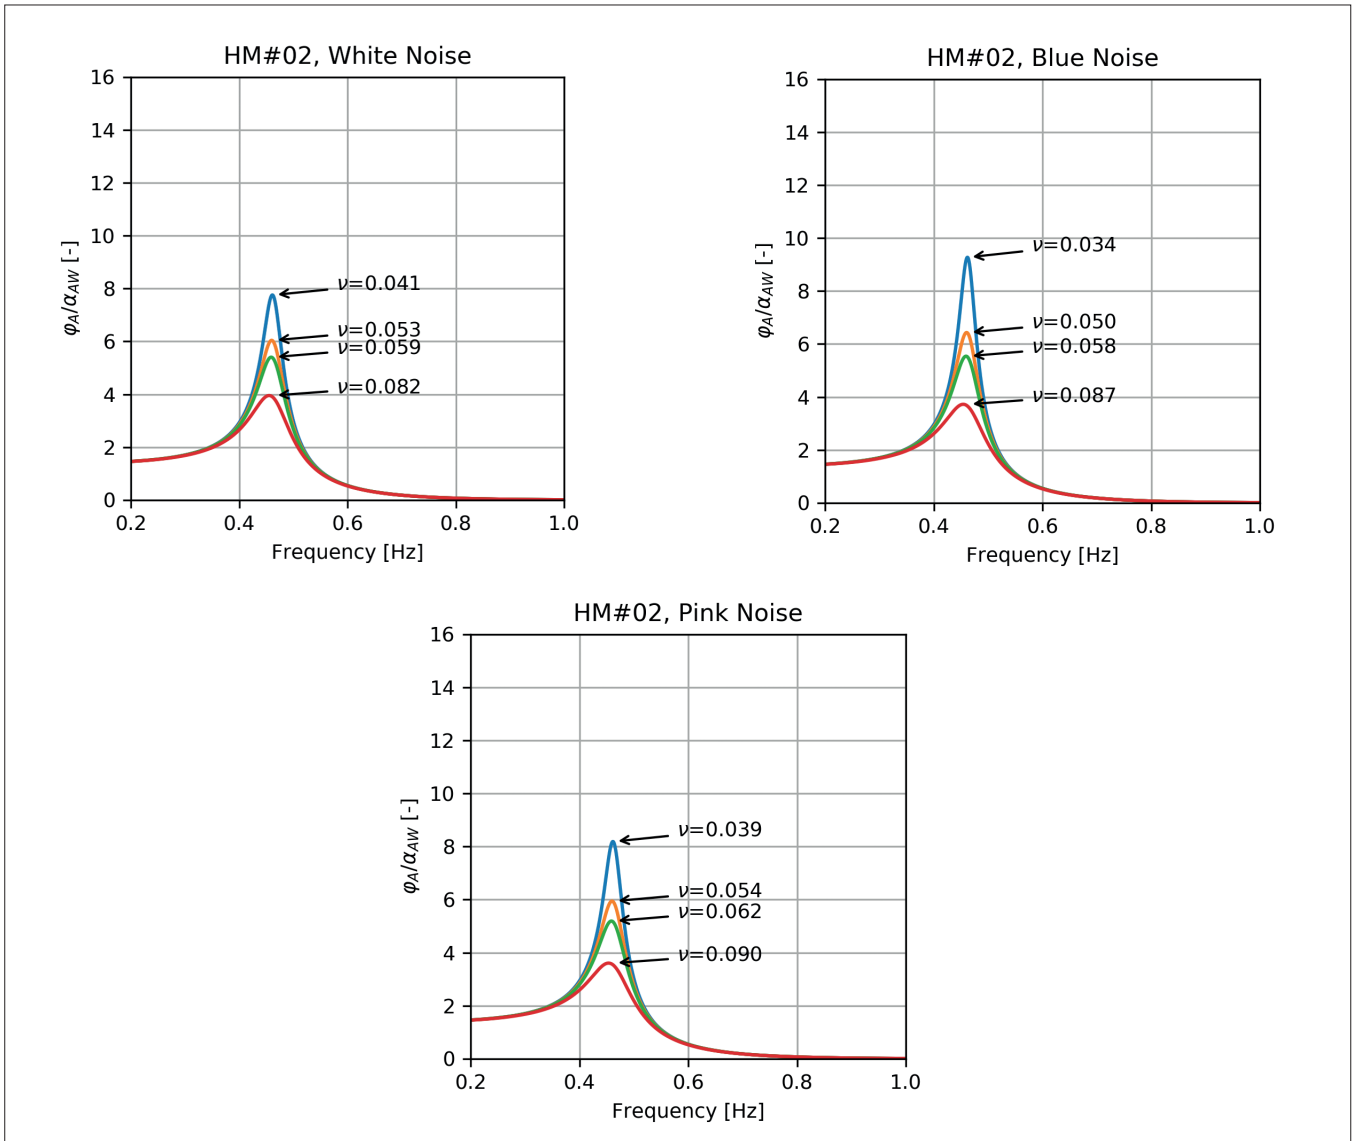 HM#02, White Noise
16
14
12
10
8
6
4
2
0
φA/αAW [-]
ν=0.041
ν=0.053
ν=0.059
ν=0.082
0.2 0.4 0.6 0.8 1.0
Frequency [Hz]
HM#02, Blue Noise
16
14
12
10
8
6
4
2
0
φA/αAW [-]
ν=0.034
ν=0.050
ν=0.058
ν=0.087
0.2 0.4 0.6 0.8 1.0
Frequency [Hz]
HM#02, Pink Noise
16
14
12
10
8
6
4
2
0
φA/αAW [-]
ν=0.039
ν=0.054
ν=0.062
ν=0.090
0.2 0.4 0.6 0.8 1.0
Frequency [Hz]